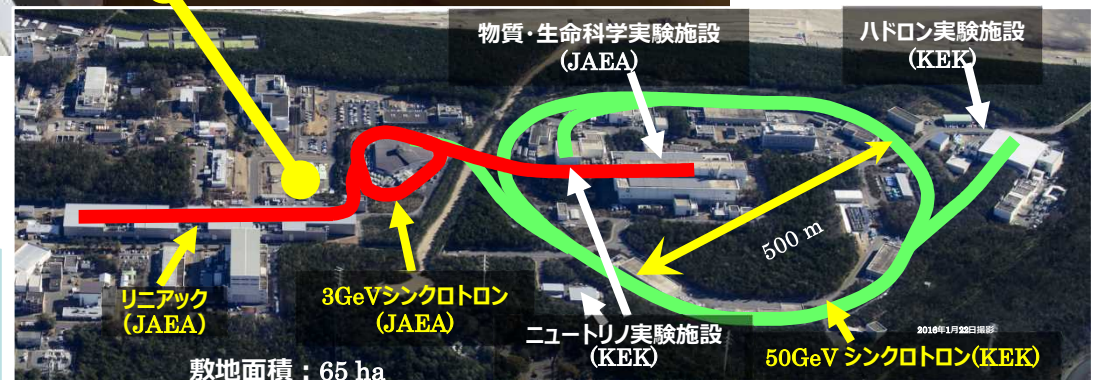 物質・生命科学実験施設
(JAEA)
ハドロン実験施設
(KEK)
500 m
リニアック
(JAEA)
3GeVシンクロトロン
(JAEA)
ニュートリノ実験施設
(KEK)
2016年1月22日撮影
50GeV シンクロトロン(KEK)
敷地面積：65 ha